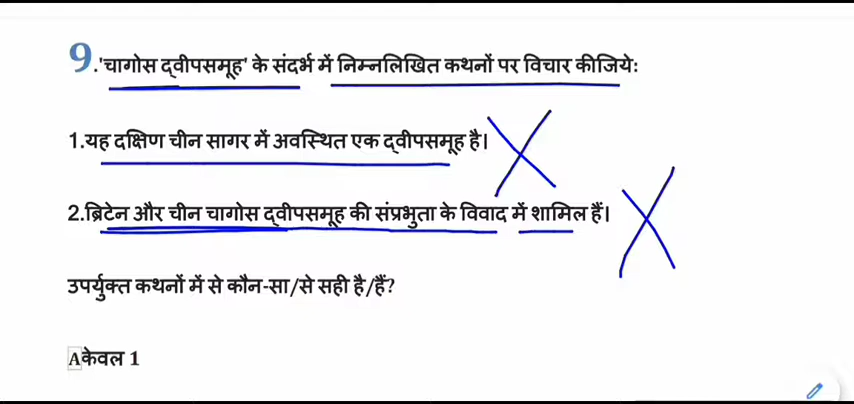 9.'चागोस द्वीपसमूह' के संदर्भ में निम्नलिखित कथनों पर विचार कीजिये:
1.यह दक्षिण चीन सागर में अवस्थित एक द्वीपसमूह है।
2.ब्रिटेन और चीन चागोस द्वीपसमूह की संप्रभुता के विवाद में शामिल हैं।
उपर्युक्त कथनों में से कौन-सा/से सही है/हैं?
Aकेवल 1